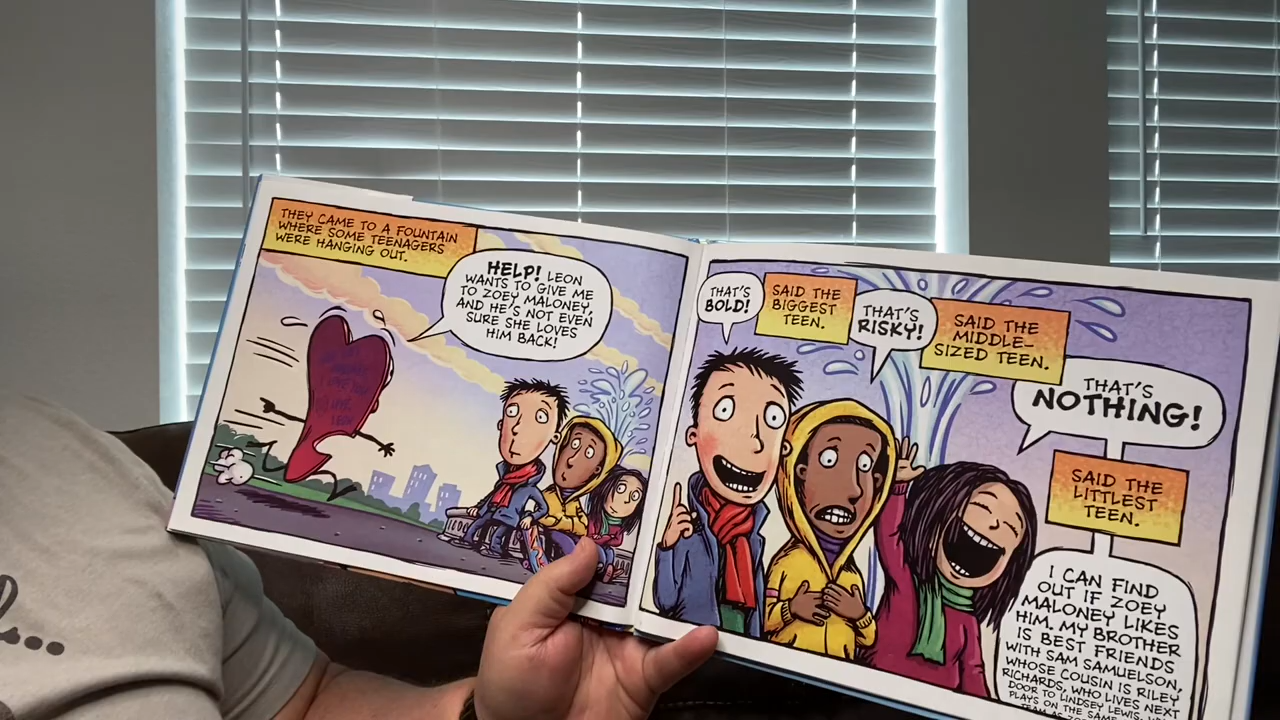 THEY CAME TO A FOUNTAIN
WHERE SOME TEENAGERS
WERE HANGING OUT.
HELP! LEON
WANTS TO GIVE ME
TO ZOEY MALONEY,
AND HE'S NOT EVEN
SURE SHE LOVES
HIM BACK!
THAT'S
BOLD!
SAID THE
BIGGEST
TEEN.
THAT'S
RISKY!
SAID THE
MIDDLE-
SIZED TEEN.
THAT'S
NOTHING!
SAID THE
LITTLEST
TEEN.
I CAN FIND
OUT IF ZOEY
MALONEY LIKES
HIM. MY BROTHER
IS BEST FRIENDS
WITH SAM SAMUELSON,
WHOSE COUSIN IS RILEY
RICHARDS, WHO LIVES NEXT
DOOR TO LINDSEY LEWIS, WHO
PLAYS ON THE SAME